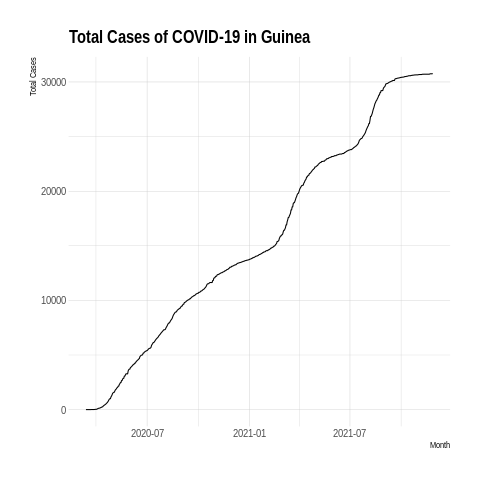 Total Cases of COVID-19 in Guinea
Total Cases
30000
20000
10000
0
2020-07 2021-01 2021-07
Month